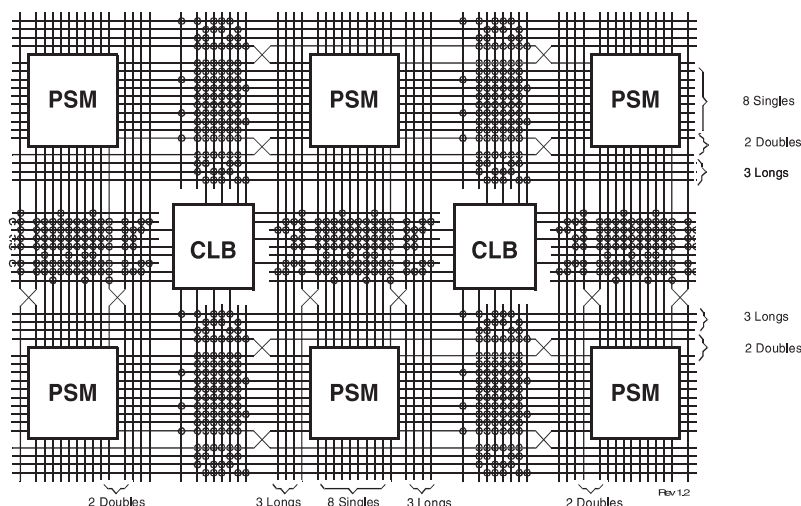 PSM PSM PSM
8 Singles
2 Doubles
3 Longs
CLB CLB
3 Longs
2 Doubles
PSM PSM PSM
Rev 1.2
2 Doubles 3 Longs 8 Singles 3 Longs 2 Doubles